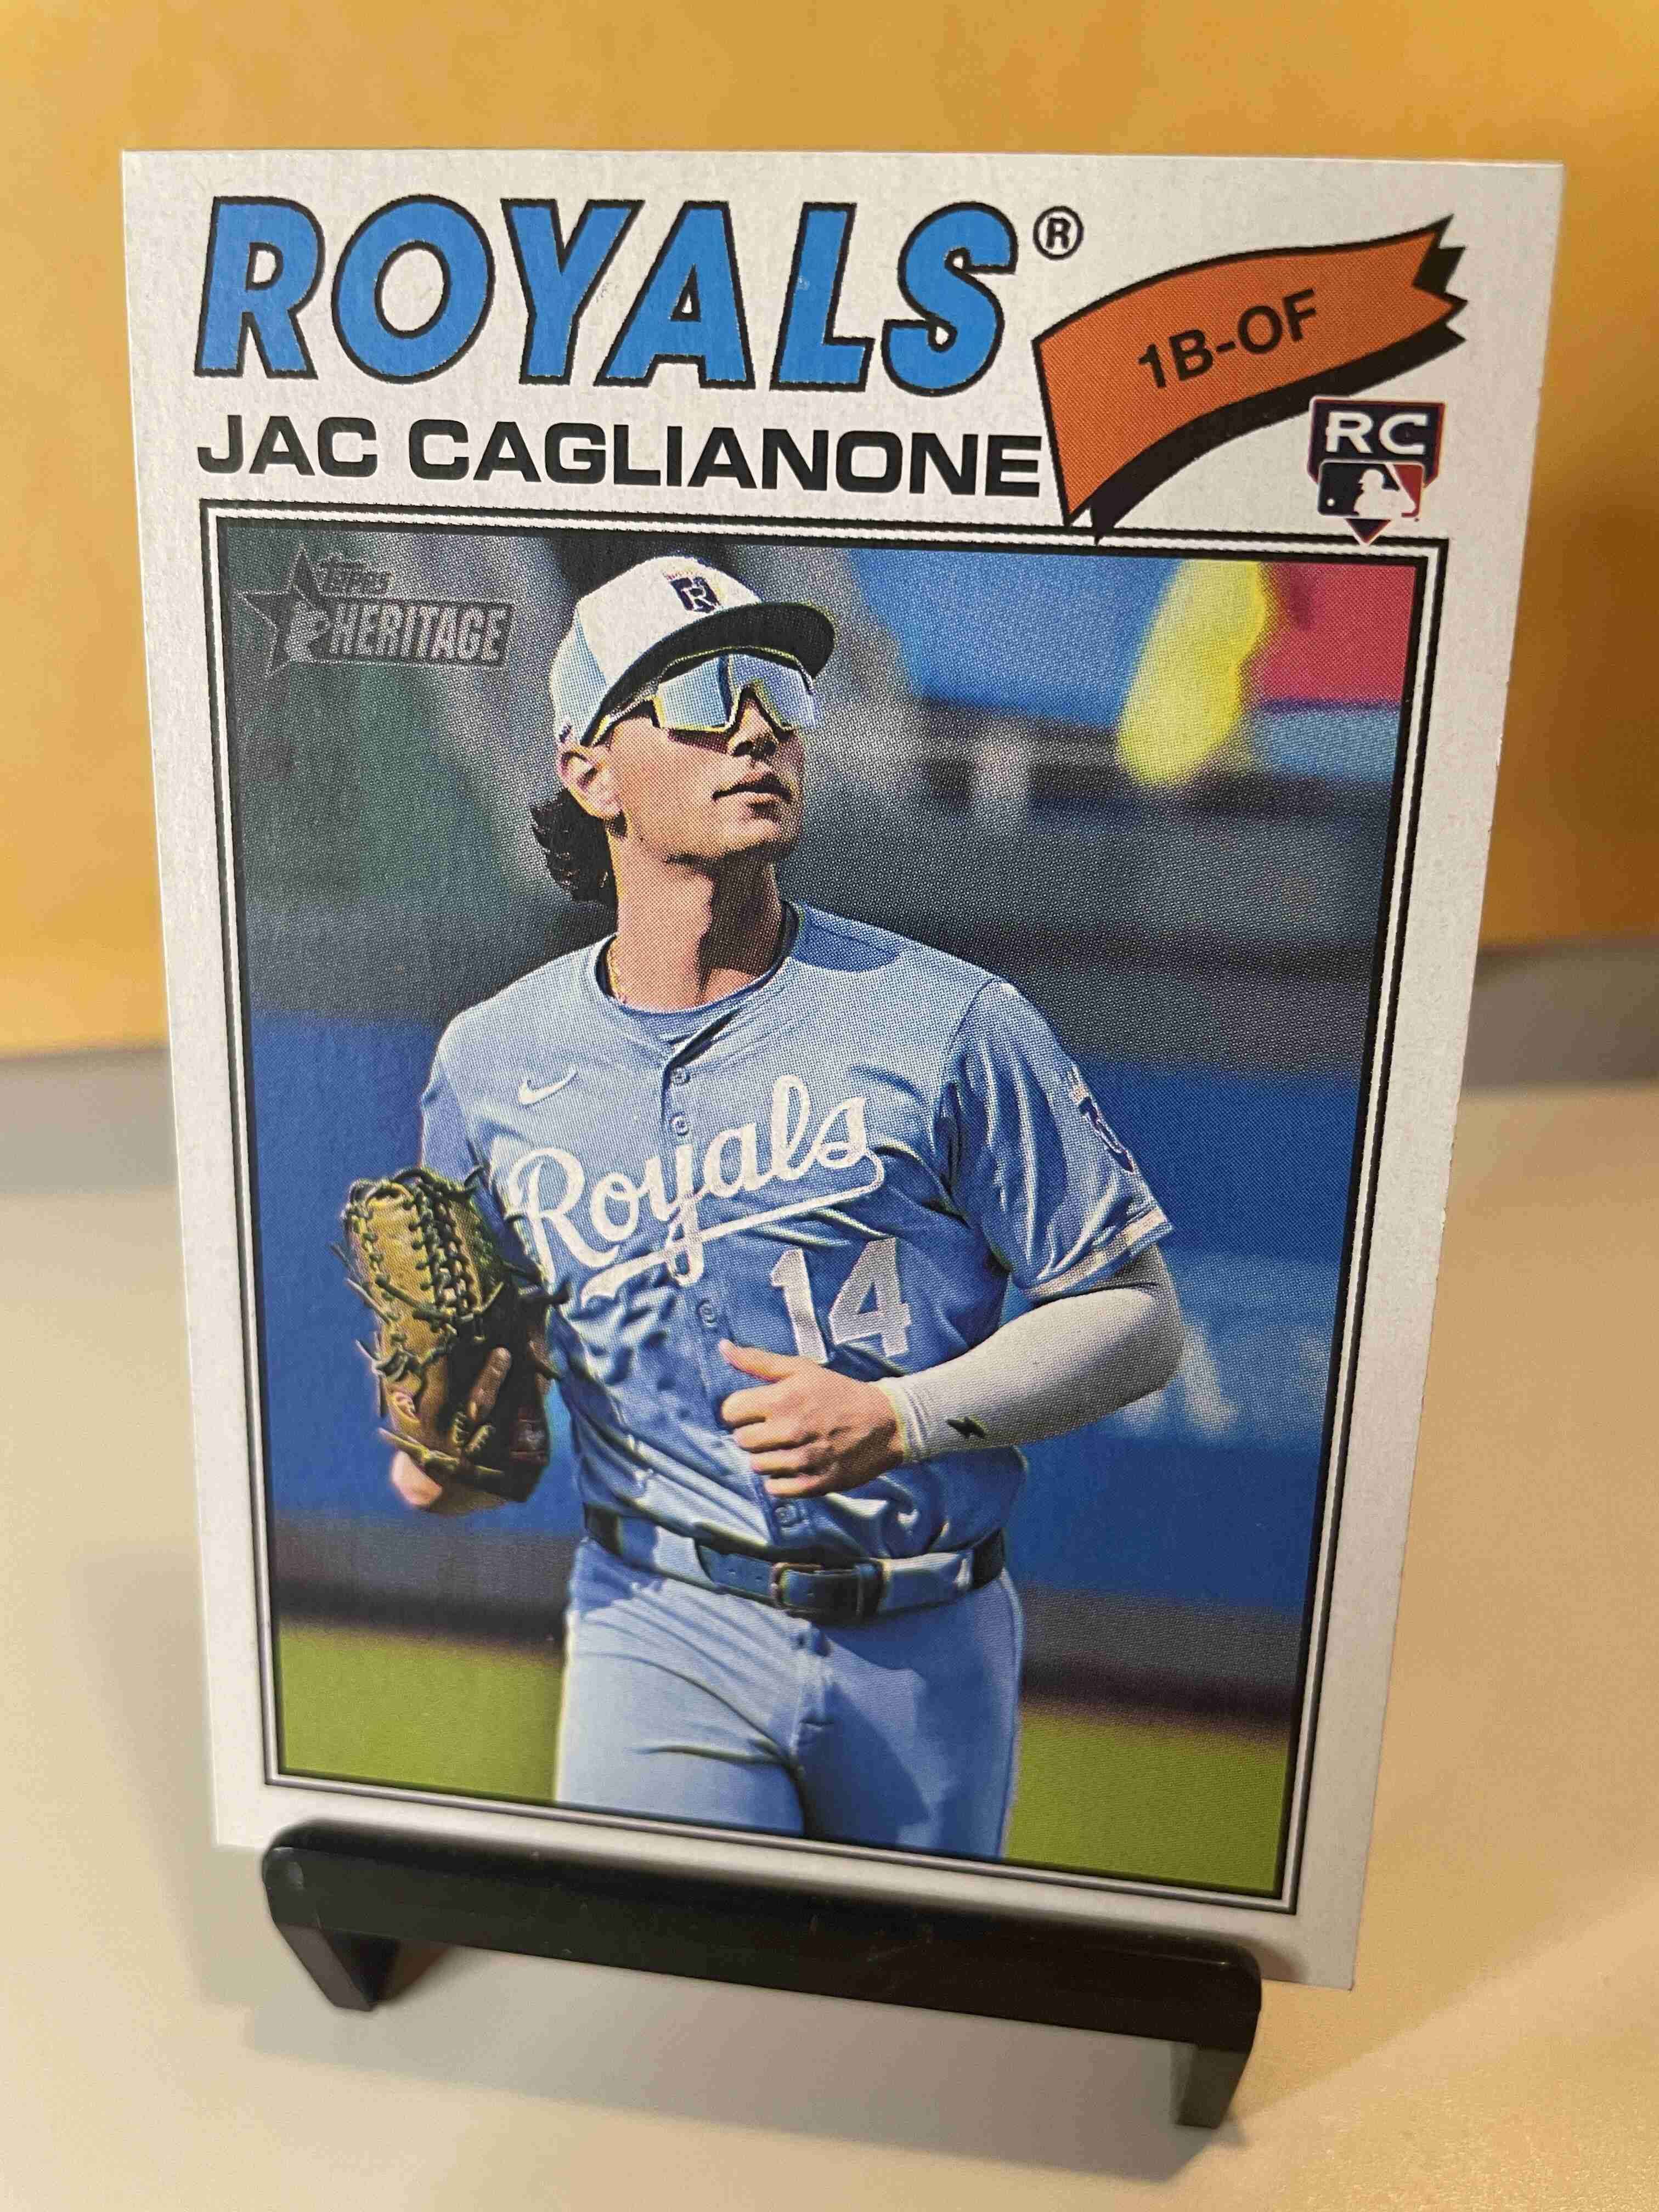 ROYALS®
1B-OF
JAC CAGLIANONE
RC
Topps
HERITAGE
R
Royals
14